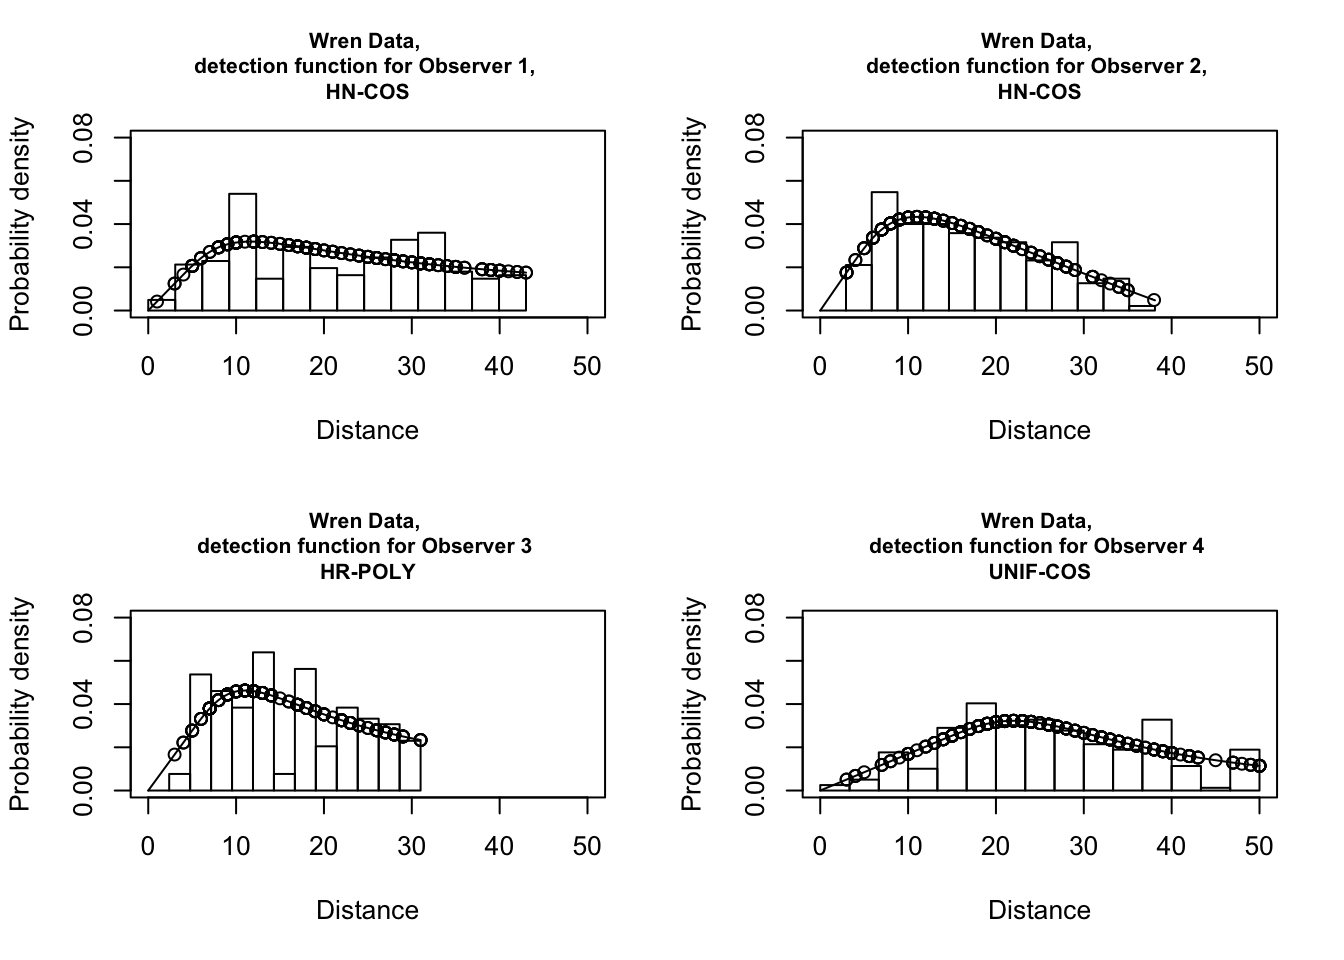 Wren Data,
detection function for Observer 1,
HN-COS
Probability density
0.00 0.04 0.08
0 10 20 30 40 50
Distance
Wren Data,
detection function for Observer 2,
HN-COS
Probability density
0.00 0.04 0.08
0 10 20 30 40 50
Distance
Wren Data,
detection function for Observer 3
HR-POLY
Probability density
0.00 0.04 0.08
0 10 20 30 40 50
Distance
Wren Data,
detection function for Observer 4
UNIF-COS
Probability density
0.00 0.04 0.08
0 10 20 30 40 50
Distance